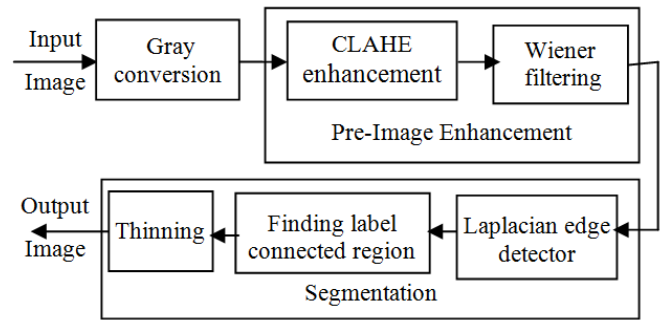 Input
Image
Gray
conversion
CLAHE
enhancement
Wiener
filtering
Pre-Image Enhancement
Output
Image
Thinning
Finding label
connected region
Laplacian edge
detector
Segmentation